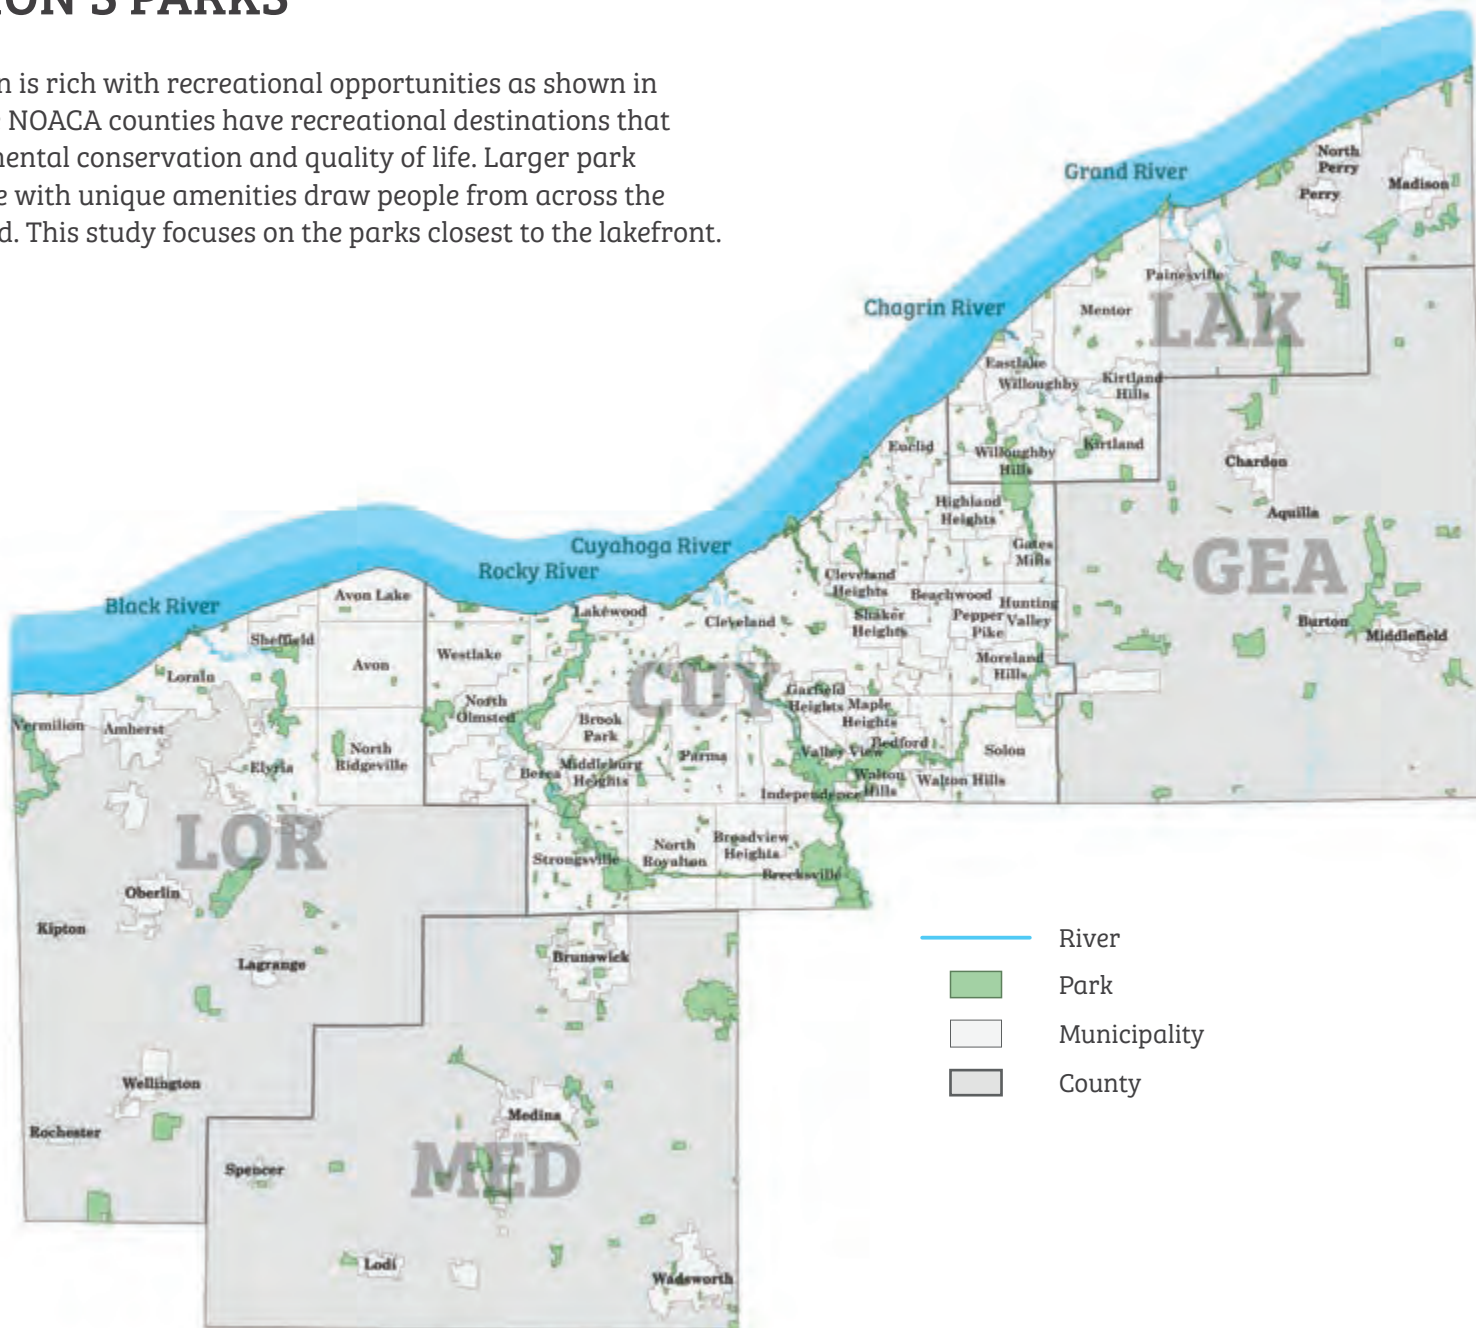 ION'S PARKS
n is rich with recreational opportunities as shown in
NOACA counties have recreational destinations that
mental conservation and quality of life. Larger park
e with unique amenities draw people from across the
d. This study focuses on the parks closest to the lakefront.
Grand River
North
Perry
Perry
Madison
Painesville
LAK
Chagrin River
Mentor
Eastlake
Willoughby
Kirtland
Hills
Euclid
Willoughby
Hills
Kirtland
Chardon
Highland
Heights
Aquilla
GEA
Gates
Mills
Cuyahoga River
Rocky River
Black River
Avon Lake
Cleveland
Heights
Beachwood
Hunting
Valley
Lakewood
Cleveland
Shaker
Heights
Pepper
Pike
Burton
Middlefield
Sheffield
Avon
Westlake
Moreland
Hills
Lorain
CUY
North
Olmsted
Garfield
Heights
Maple
Heights
Vermilion
Amherst
Brook
Park
Bedford
North
Ridgeville
Parma
Valley View
Solon
Elyria
Berea
Middleburg
Heights
Walton
Hills
Walton Hills
Independence
LOR
North
Royalton
Broadview
Heights
Strongsville
Brecksville
Oberlin
Kipton
Lagrange
Brunswick
River
Park
Municipality
County
Wellington
Medina
Rochester
MED
Spencer
Lodi
Wadsworth